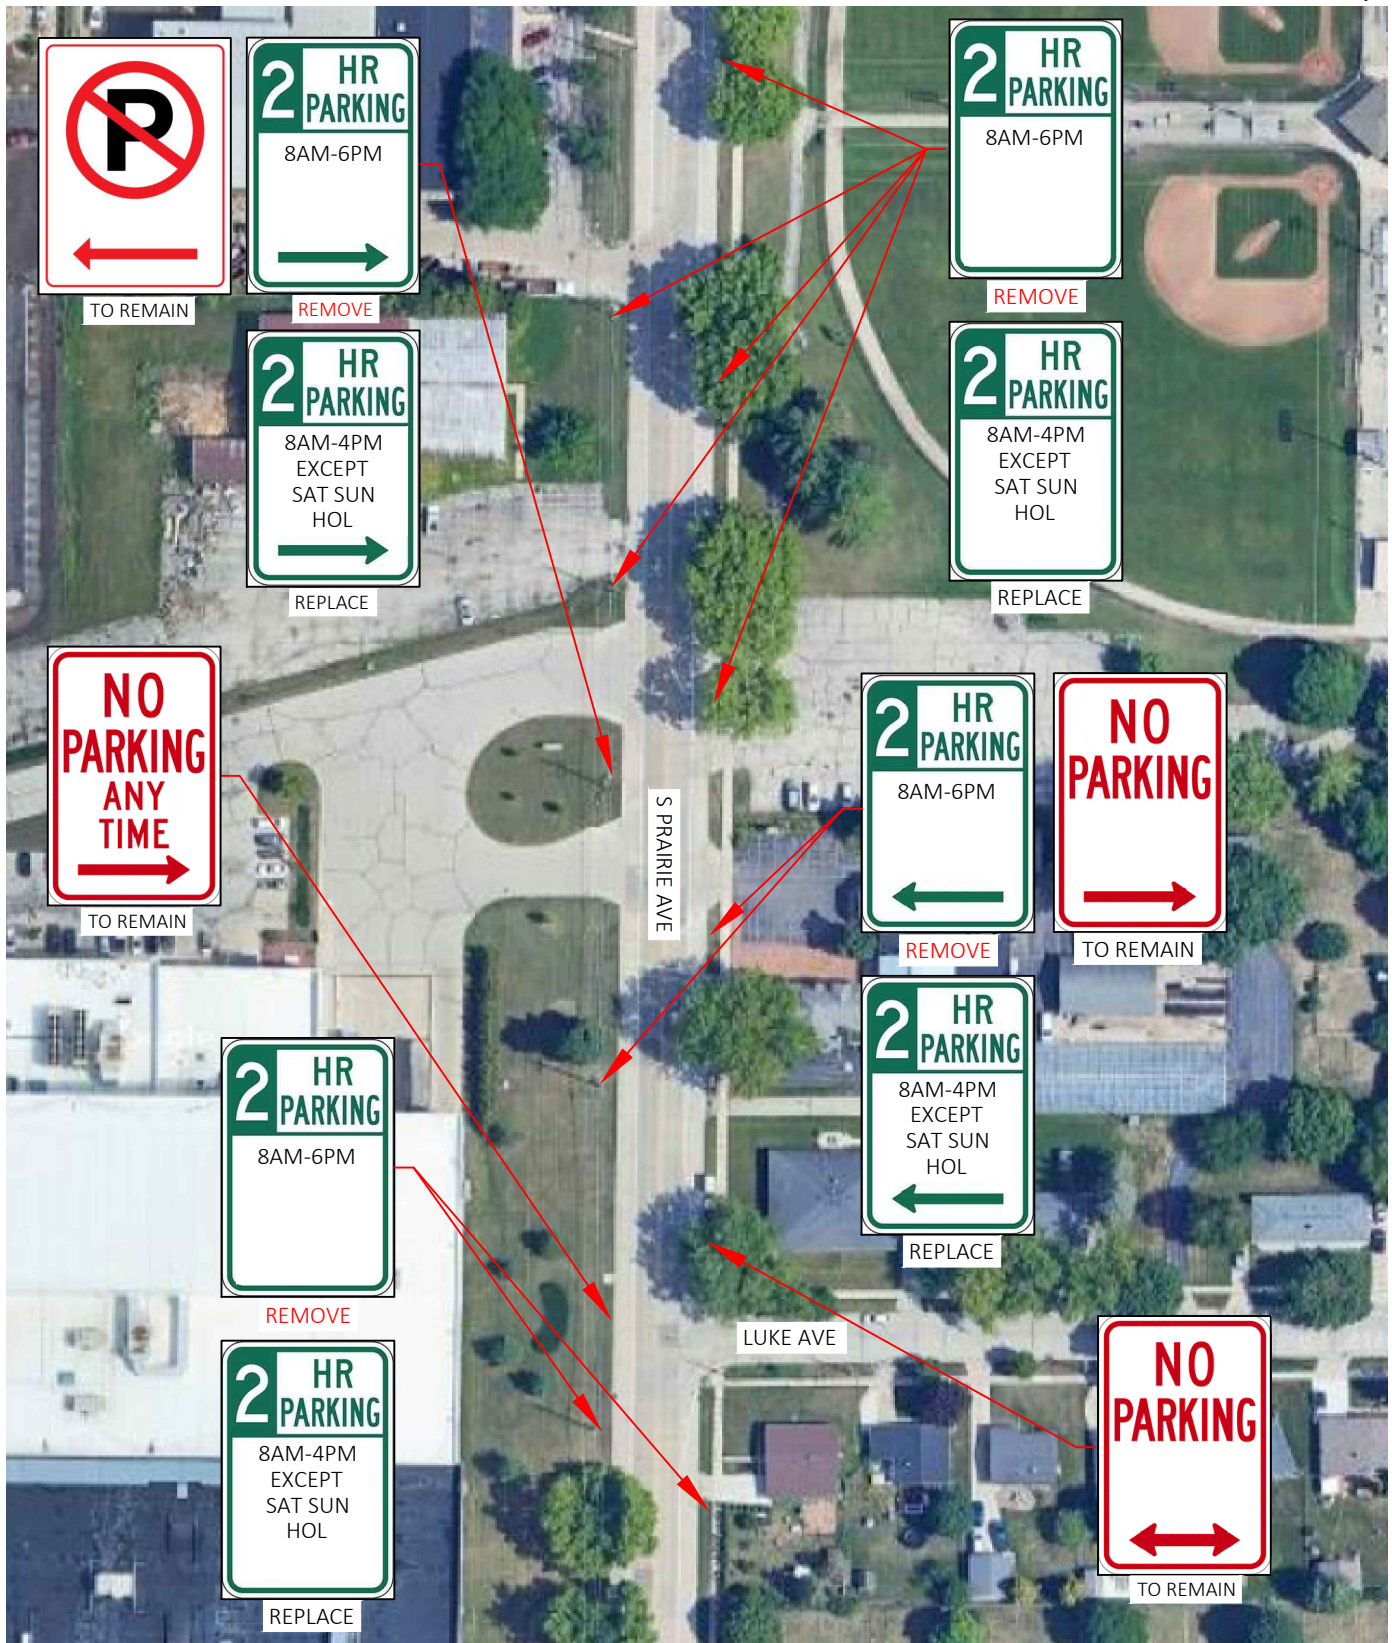 P
TO REMAIN
2 HR
PARKING
8AM-6PM
REMOVE
2 HR
PARKING
8AM-4PM
EXCEPT
SAT SUN
HOL
REPLACE
2 HR
PARKING
8AM-6PM
REMOVE
2 HR
PARKING
8AM-4PM
EXCEPT
SAT SUN
HOL
REPLACE
NO
PARKING
ANY
TIME
TO REMAIN
S PRAIRIE AVE
2 HR
PARKING
8AM-6PM
REMOVE
NO
PARKING
TO REMAIN
2 HR
PARKING
8AM-4PM
EXCEPT
SAT SUN
HOL
REPLACE
2 HR
PARKING
8AM-6PM
REMOVE
2 HR
PARKING
8AM-4PM
EXCEPT
SAT SUN
HOL
REPLACE
LUKE AVE
NO
PARKING
TO REMAIN